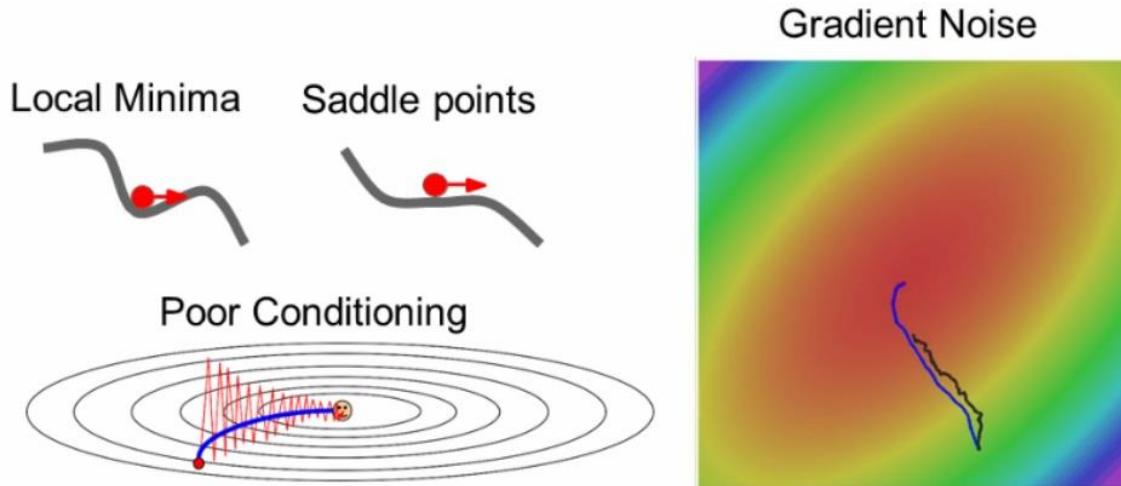 Gradient Noise
Local Minima
Saddle points
Poor Conditioning